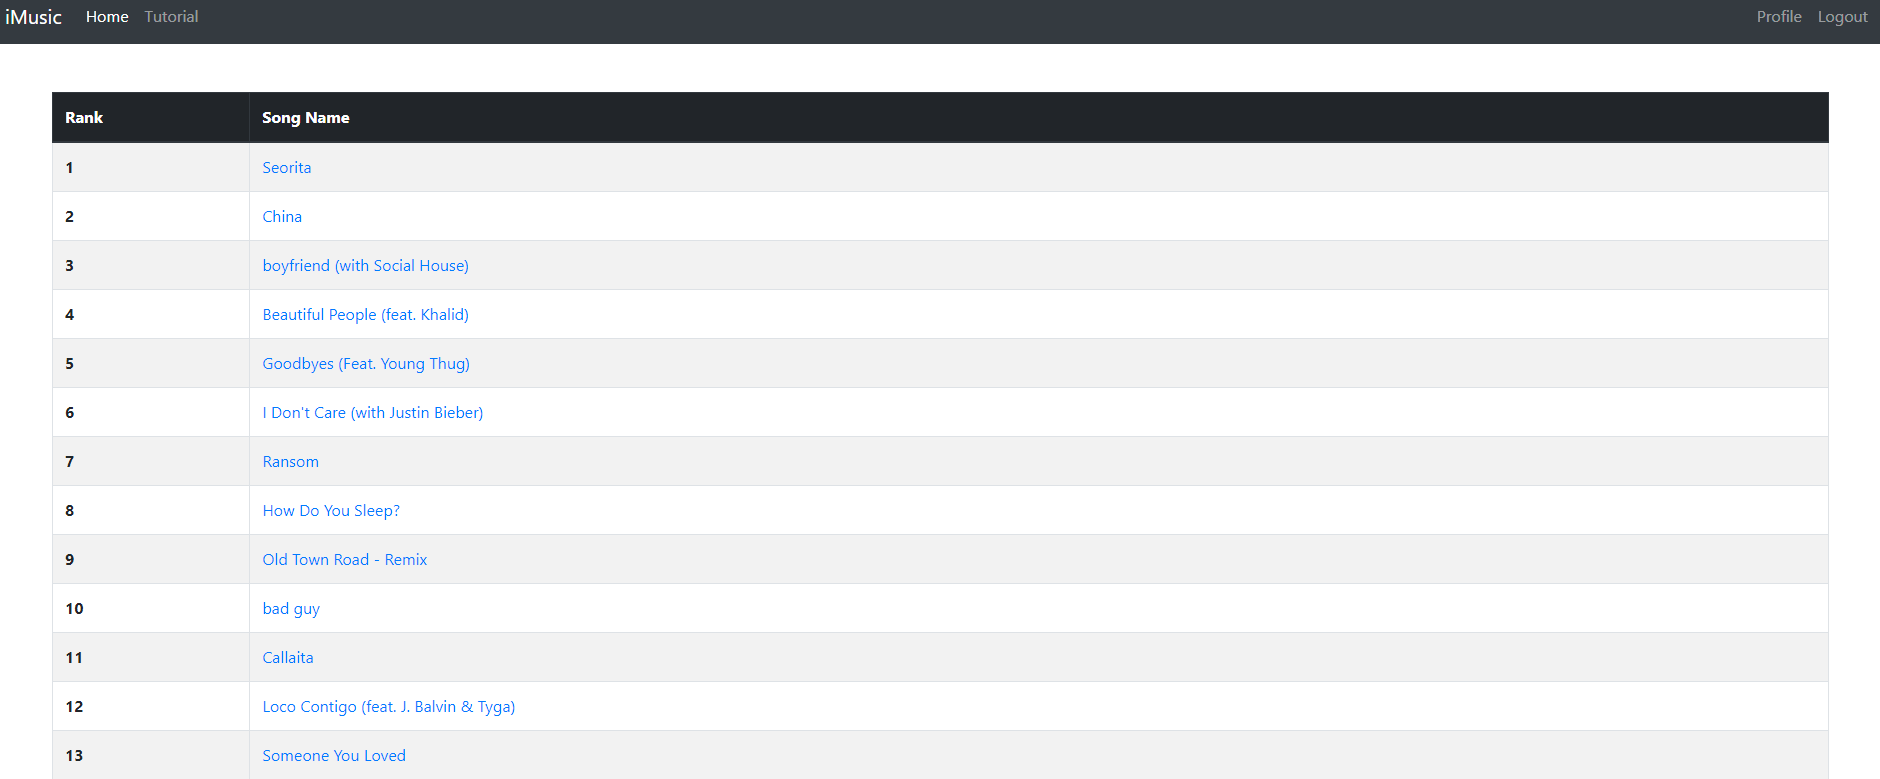 iMusic Home Tutorial Profile Logout
Rank Song Name
1 Seorita
2 China
3 boyfriend (with Social House)
4 Beautiful People (feat. Khalid)
5 Goodbyes (Feat. Young Thug)
6 I Don't Care (with Justin Bieber)
7 Ransom
8 How Do You Sleep?
9 Old Town Road - Remix
10 bad guy
11 Callaita
12 Loco Contigo (feat. J. Balvin & Tyga)
13 Someone You Loved